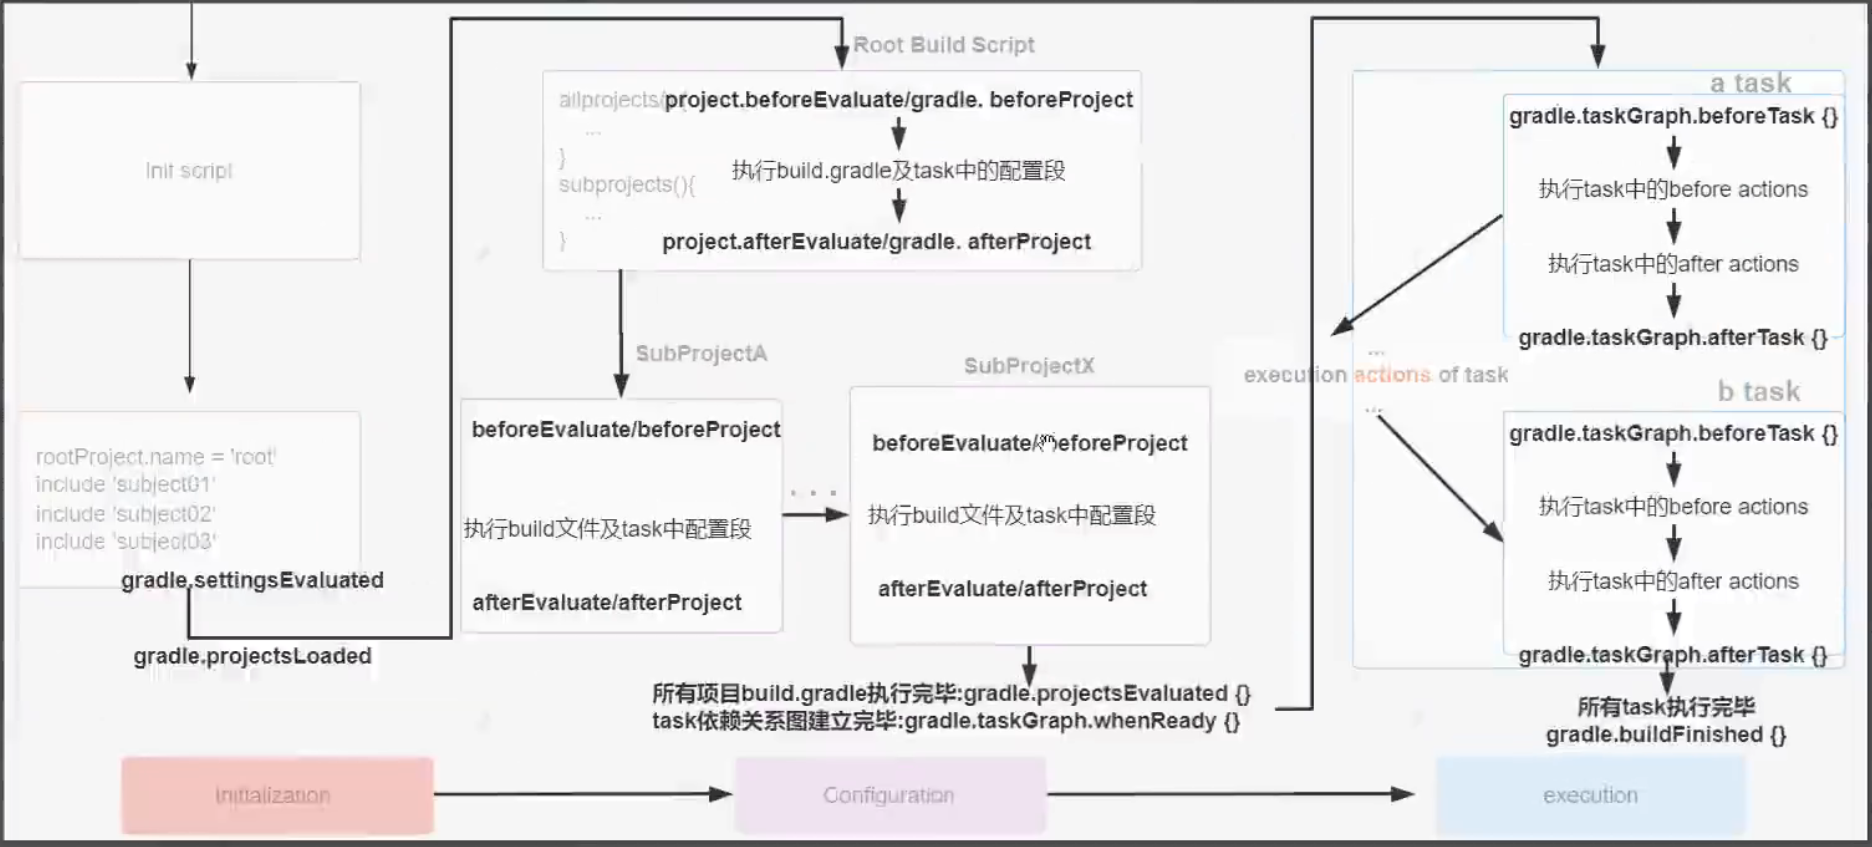 Init script
rootProject.name = 'root'
include 'subject01'
include 'subject02'
include 'subject03'
gradle.settingsEvaluated
gradle.projectsLoaded
Root Build Script
allprojects/
project.beforeEvaluate/gradle. beforeProject
...
}
执行build.gradle及task中的配置段
subprojects(){
...
}
project.afterEvaluate/gradle. afterProject
SubProjectA
beforeEvaluate/beforeProject
执行build文件及task中配置段
afterEvaluate/afterProject
. . .
SubProjectX
beforeEvaluate/beforeProject
执行build文件及task中配置段
afterEvaluate/afterProject
所有项目build.gradle执行完毕:gradle.projectsEvaluated {}
task依赖关系图建立完毕:gradle.taskGraph.whenReady {}
a task
gradle.taskGraph.beforeTask {}
执行task中的before actions
执行task中的after actions
gradle.taskGraph.afterTask {}
...
execution actions of task
...
b task
gradle.taskGraph.beforeTask {}
执行task中的before actions
执行task中的after actions
gradle.taskGraph.afterTask {}
所有task执行完毕
gradle.buildFinished {}
Initialization
Configuration
execution